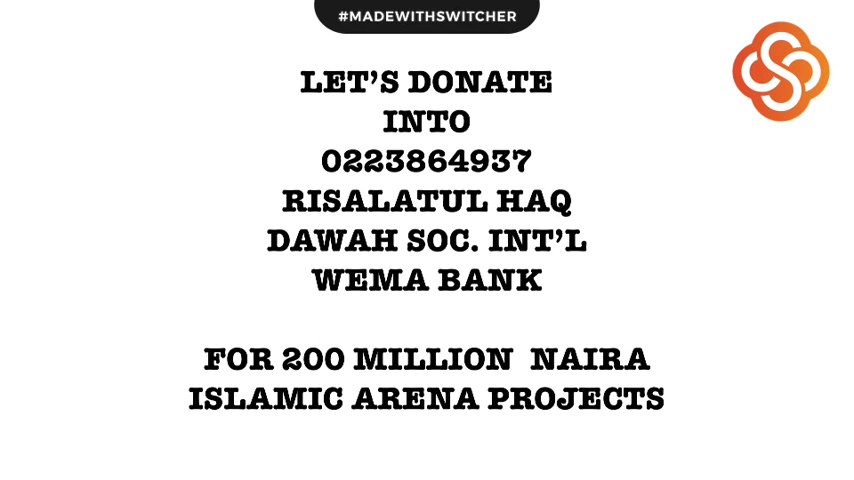 #MADEWITHSWITCHER
LET'S DONATE
INTO
0223864937
RISALATUL HAQ
DAWAH SOC. INT'L
WEMA BANK
FOR 200 MILLION NAIRA
ISLAMIC ARENA PROJECTS